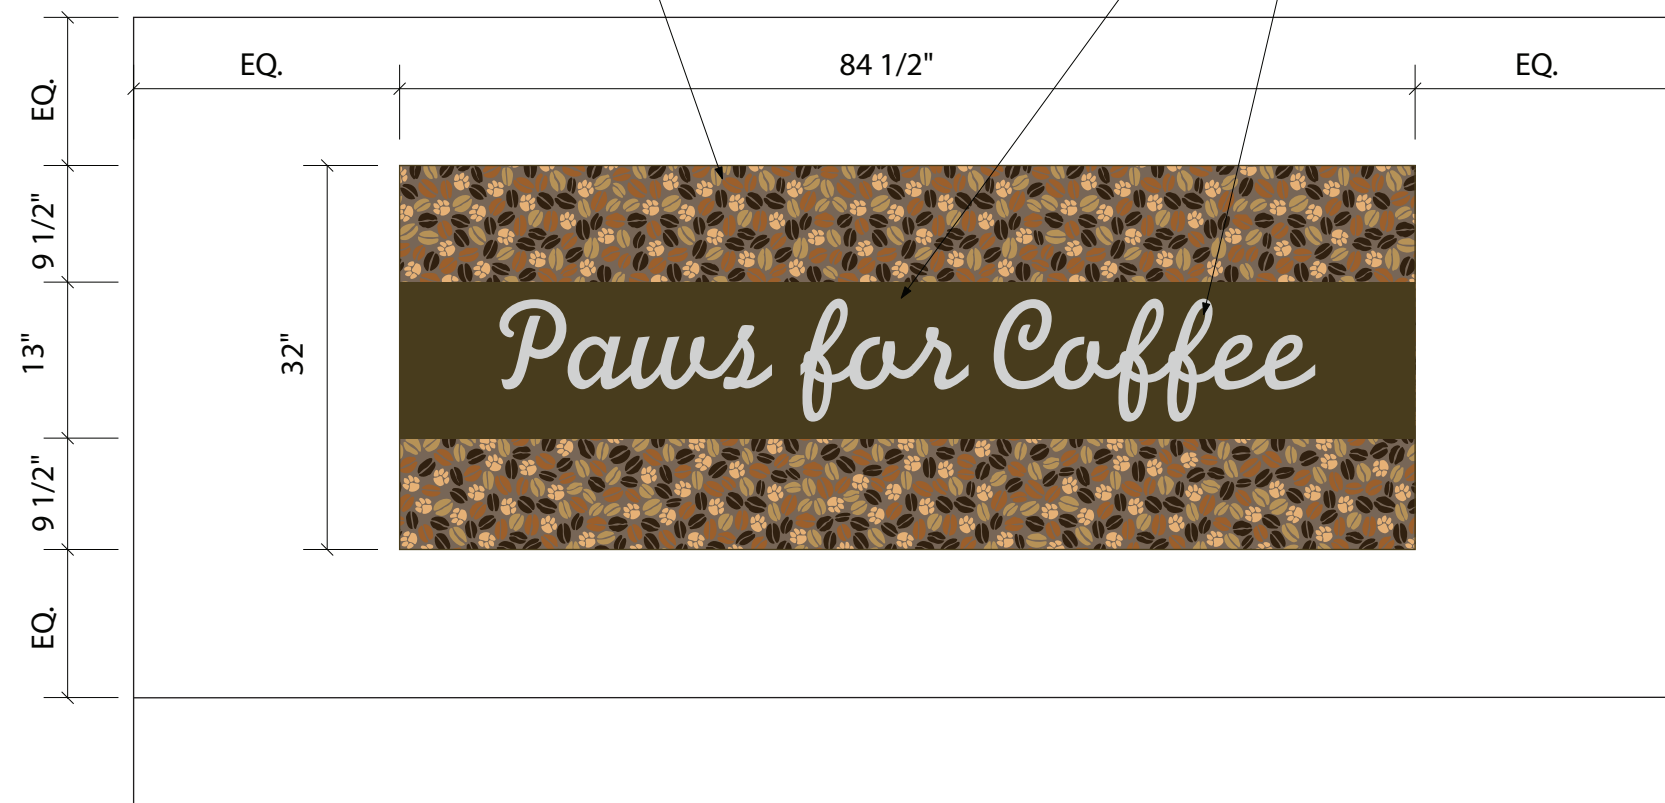 EQ.
84 1/2"
EQ.
EQ.
9 1/2"
13"
32"
Paws for Coffee
9 1/2"
EQ.